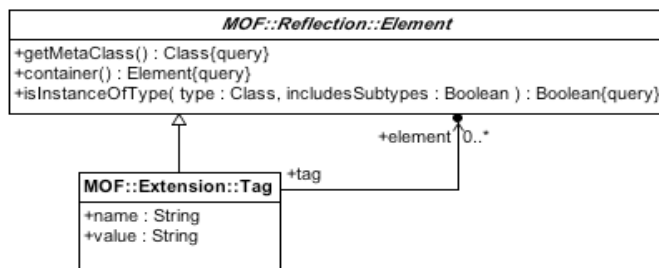 MOF::Reflection::Element
+getMetaClass() : Class{query}
+container() : Element{query}
+isInstanceOfType( type : Class, includesSubtypes : Boolean ) : Boolean{query}
+element 0..*
+tag
MOF::Extension::Tag
+name : String
+value : String